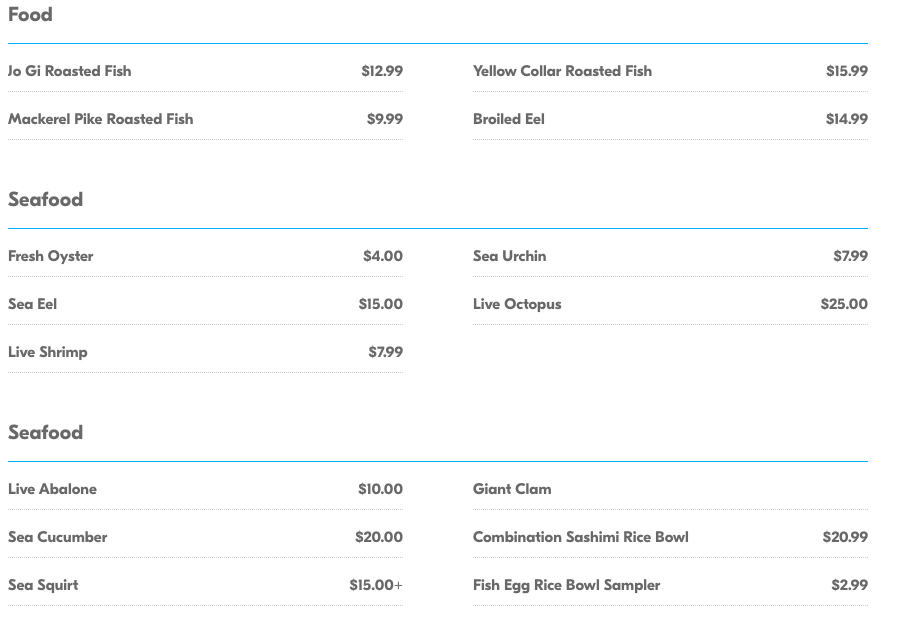 Food
Jo Gi Roasted Fish $12.99
Yellow Collar Roasted Fish $15.99
Mackerel Pike Roasted Fish $9.99
Broiled Eel $14.99
Seafood
Fresh Oyster $4.00
Sea Urchin $7.99
Sea Eel $15.00
Live Octopus $25.00
Live Shrimp $7.99
Seafood
Live Abalone $10.00
Giant Clam
Sea Cucumber $20.00
Combination Sashimi Rice Bowl $20.99
Sea Squirt $15.00+
Fish Egg Rice Bowl Sampler $2.99